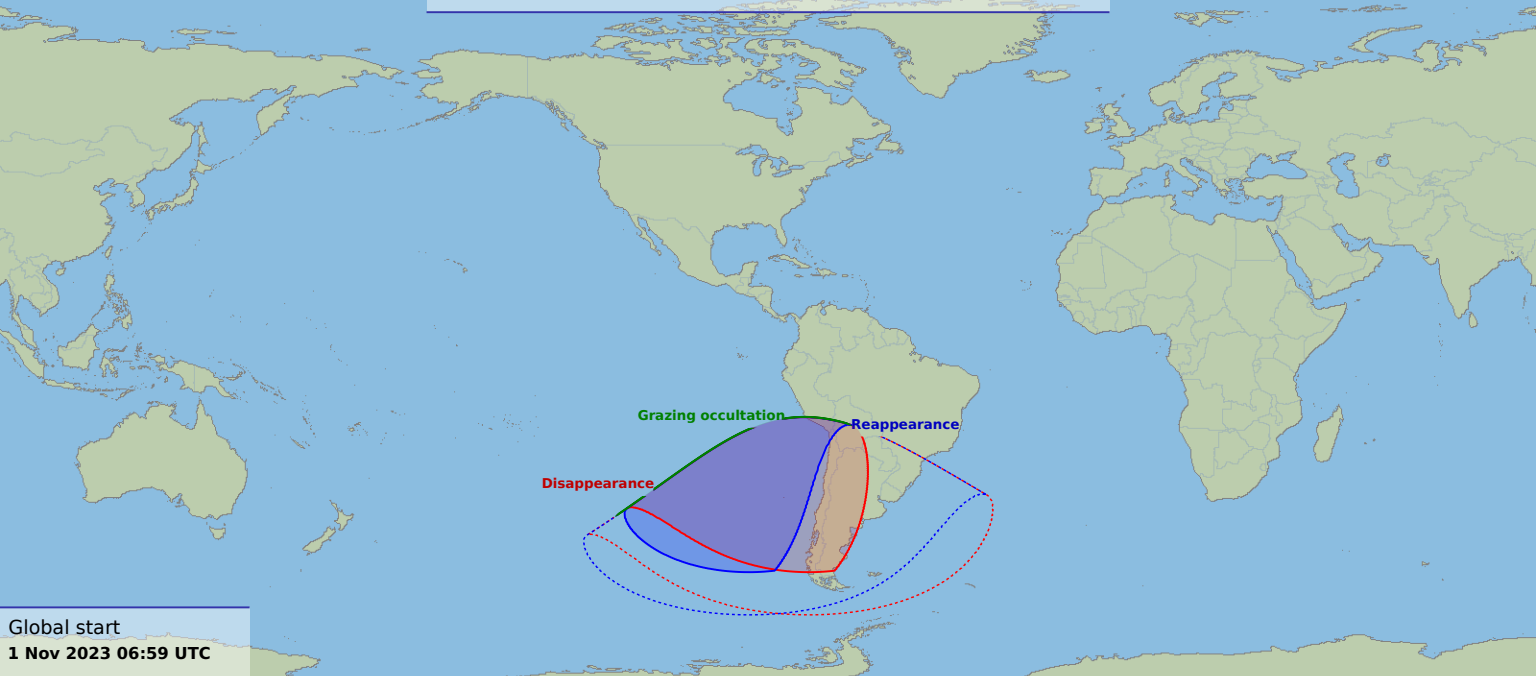 Grazing occultation
Reappearance
Disappearance
Global start
1 Nov 2023 06:59 UTC